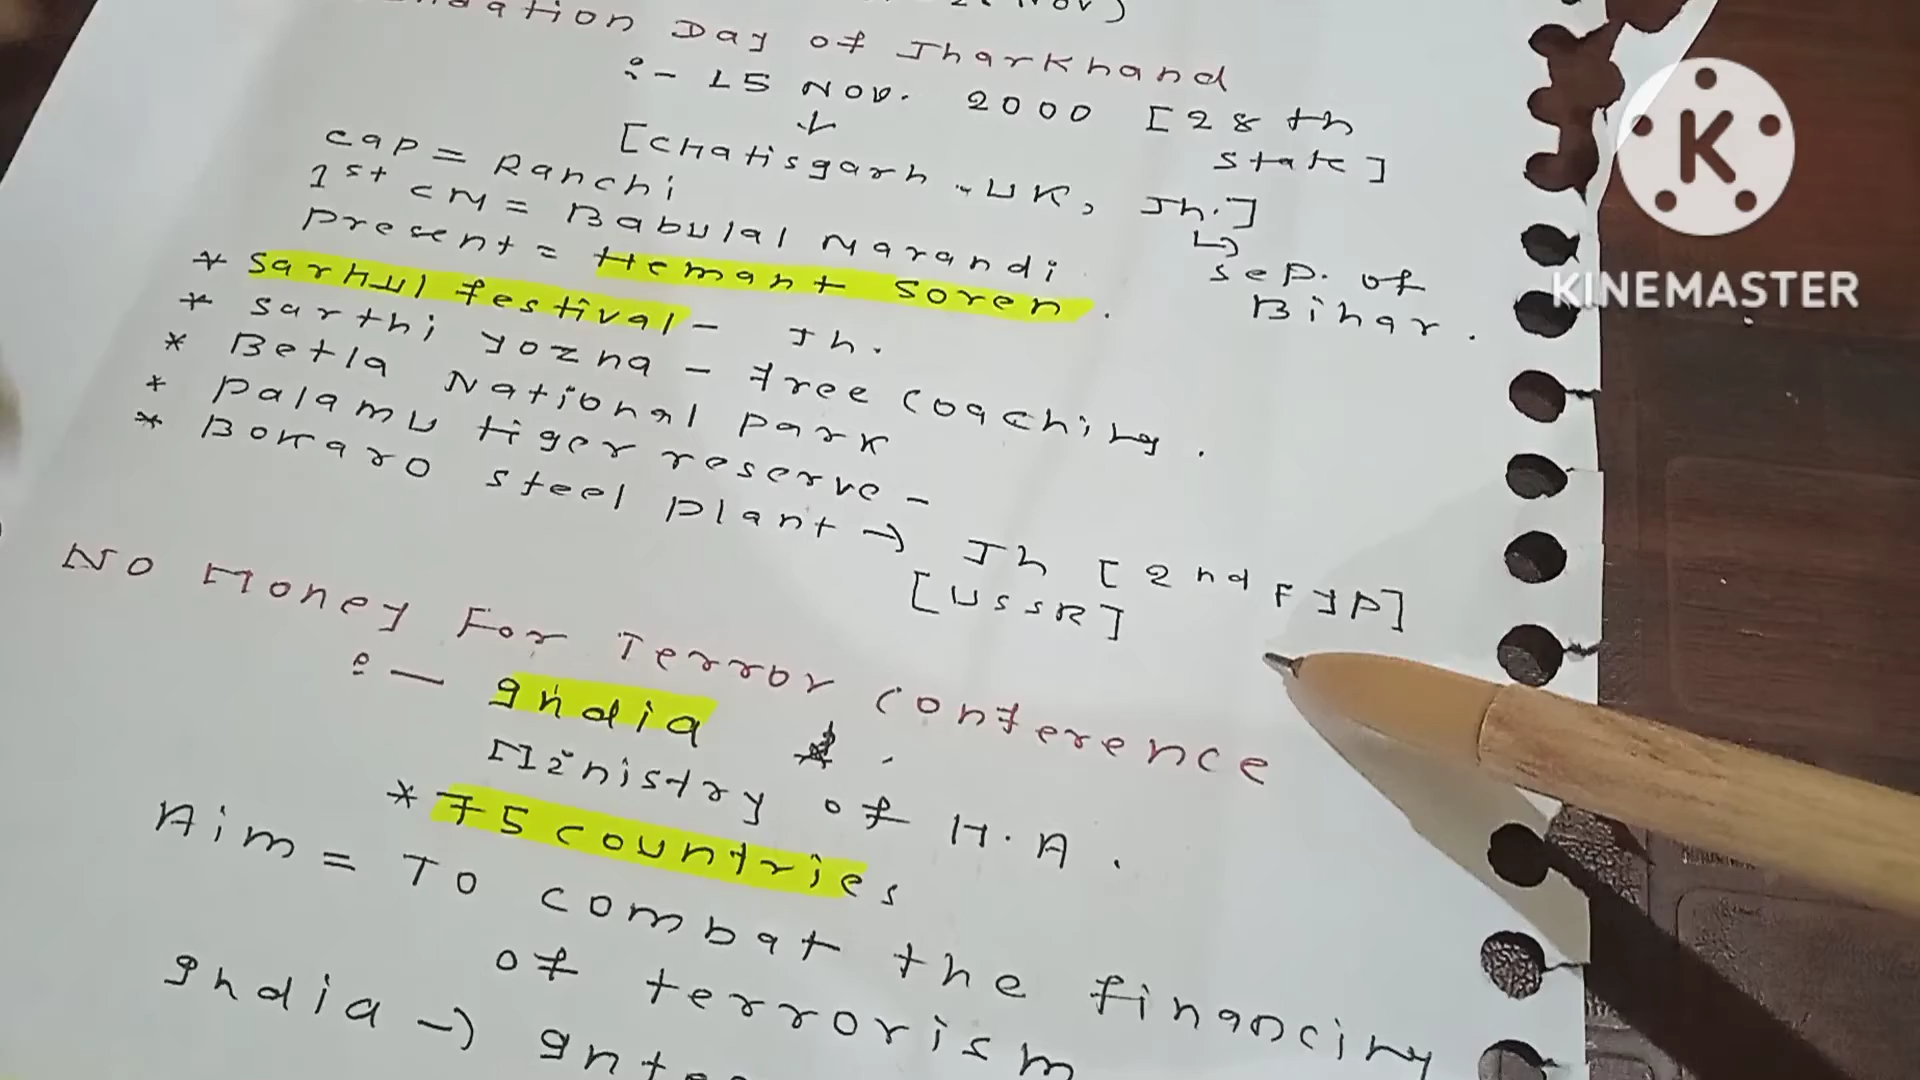 Nov)
ndation Day of Jharkhand
:- 15 Nov. 2000 [28th
state]
[CHatisgarh, UK, Jh.]
cap = Ranchi
1st CM = Babulal Marandi
↳ sep. of
Bihar.
present = Hemant Soren.
* Sarhul festival - Jh.
* Sarthi yozna - free coaching.
* Betla National park
* palamu tiger reserve -
* Bokaro steel plant → Jh [2nd FYP]
[USSR]
No Money For Terror Conference
:- India
Ministry of H.A.
* 75 countries
Aim = To combat the financing
of terrorism
India →
K
KINEMASTER